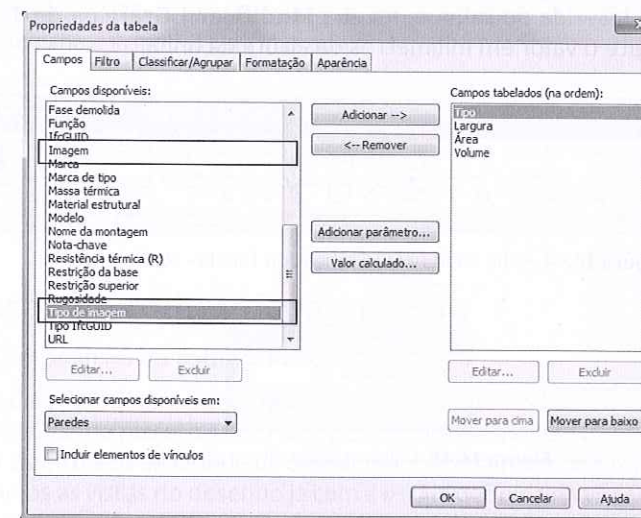 Propriedades da tabela
Campos
Filtro
Classificar/Agrupar
Formatação
Aparência
Campos disponíveis:
Fase demolida
Função
IfcGUID
Imagem
Marca
Marca de tipo
Massa térmica
Material estrutural
Modelo
Nome da montagem
Nota-chave
Resistência térmica (R)
Restrição da base
Restrição superior
Rugosidade
Tipo de imagem
Tipo IfcGUID
URL
Editar...
Excluir
Selecionar campos disponíveis em:
Paredes
Incluir elementos de vínculos
Adicionar -->
<-- Remover
Adicionar parâmetro...
Valor calculado...
Campos tabelados (na ordem):
Tipo
Largura
Área
Volume
Editar...
Excluir
Mover para cima
Mover para baixo
OK
Cancelar
Ajuda